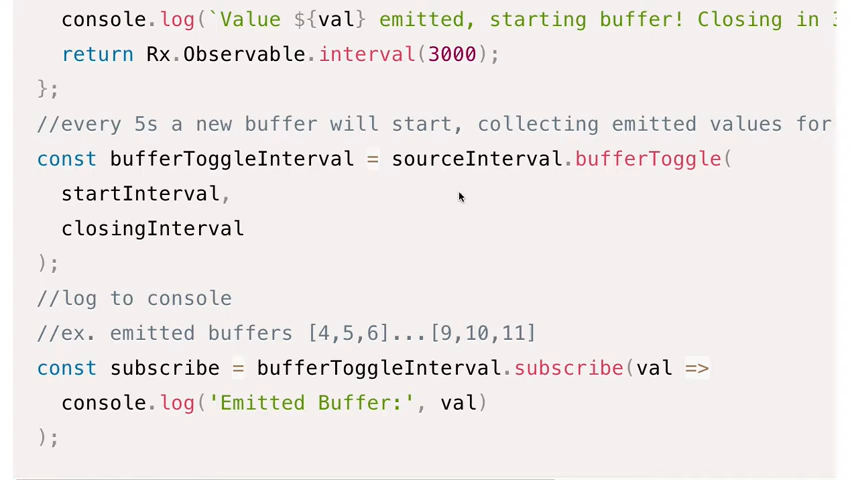 console.log(`Value ${val} emitted, starting buffer! Closing in
return Rx.Observable.interval(3000);
};
//every 5s a new buffer will start, collecting emitted values for
const bufferToggleInterval = sourceInterval.bufferToggle(
startInterval,
closingInterval
);
//log to console
//ex. emitted buffers [4,5,6]...[9,10,11]
const subscribe = bufferToggleInterval.subscribe(val =>
console.log('Emitted Buffer:', val)
);